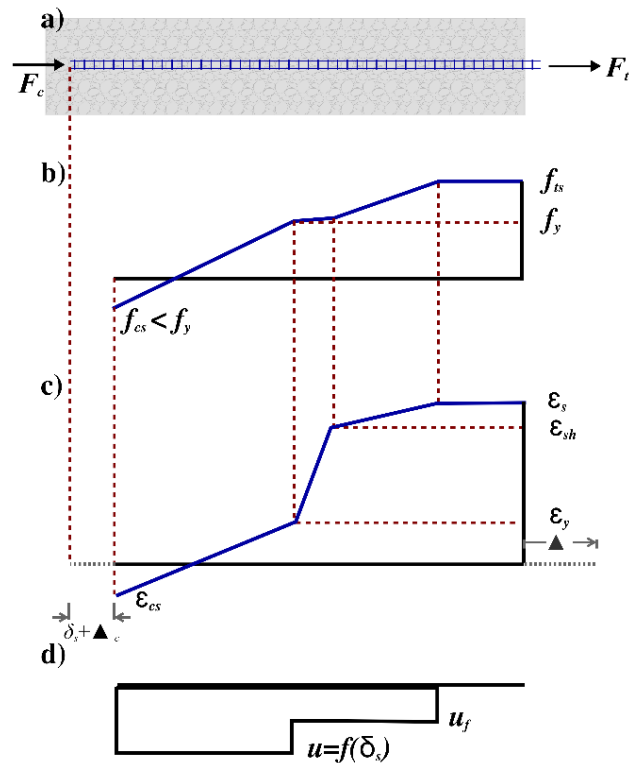 a)
F_c
F_t
b)
f_ts
f_y
f_cs < f_y
c)
ε_s
ε_sh
ε_y
▲
ε_cs
δ_s+▲_c
d)
u_f
u=f(δ_s)